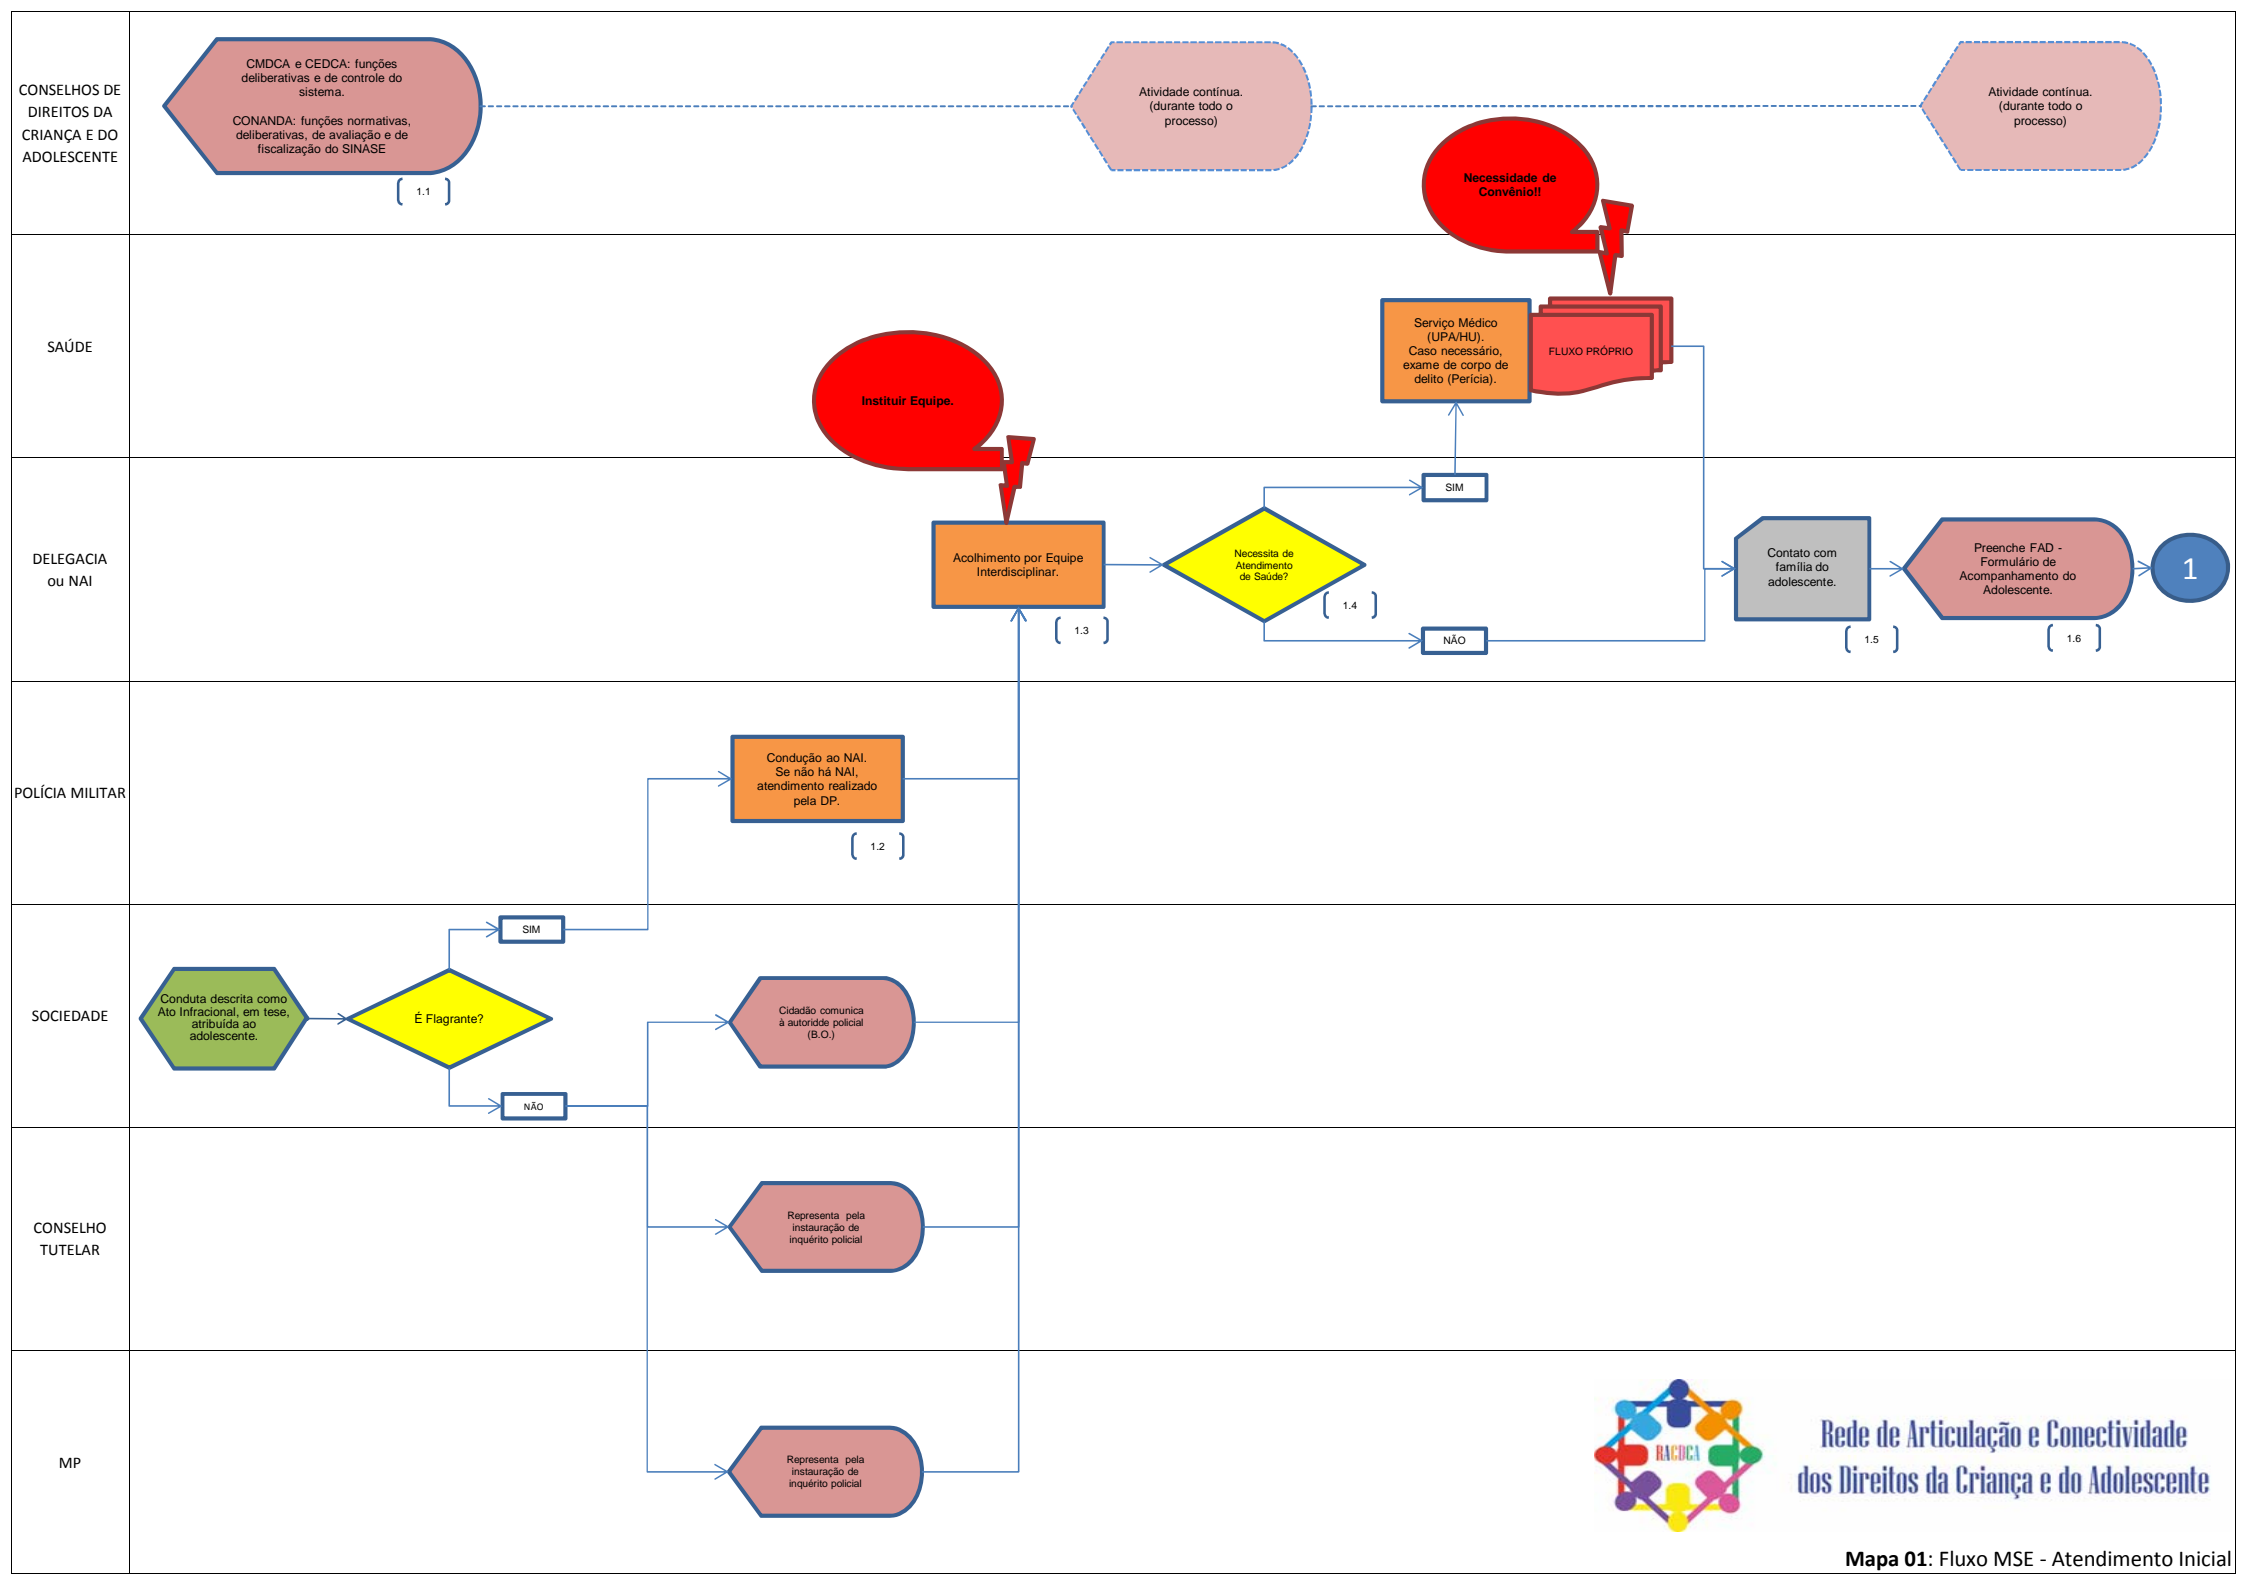 CONSELHOS DE
DIREITOS DA
CRIANÇA E DO
ADOLESCENTE
CMDCA e CEDCA: funções
deliberativas e de controle do
sistema.
CONANDA: funções normativas,
deliberativas, de avaliação e de
fiscalização do SINASE
1.1
Atividade contínua.
(durante todo o
processo)
Atividade contínua.
(durante todo o
processo)
Necessidade de
Convênio!!
SAÚDE
Instituir Equipe.
Serviço Médico
(UPA/HU).
Caso necessário,
exame de corpo de
delito (Perícia).
FLUXO PRÓPRIO
DELEGACIA
ou NAI
Acolhimento por Equipe
Interdisciplinar.
1.3
Necessita de
Atendimento
de Saúde?
1.4
SIM
NÃO
Contato com
família do
adolescente.
1.5
Preenche FAD -
Formulário de
Acompanhamento do
Adolescente.
1.6
1
POLÍCIA MILITAR
Condução ao NAI.
Se não há NAI,
atendimento realizado
pela DP.
1.2
SOCIEDADE
Conduta descrita como
Ato Infracional, em tese,
atribuída ao
adolescente.
É Flagrante?
SIM
NÃO
Cidadão comunica
à autoridde policial
(B.O.)
CONSELHO
TUTELAR
Representa pela
instauração de
inquérito policial
MP
Representa pela
instauração de
inquérito policial
RACDCA
Rede de Articulação e Conectividade
dos Direitos da Criança e do Adolescente
Mapa 01: Fluxo MSE - Atendimento Inicial